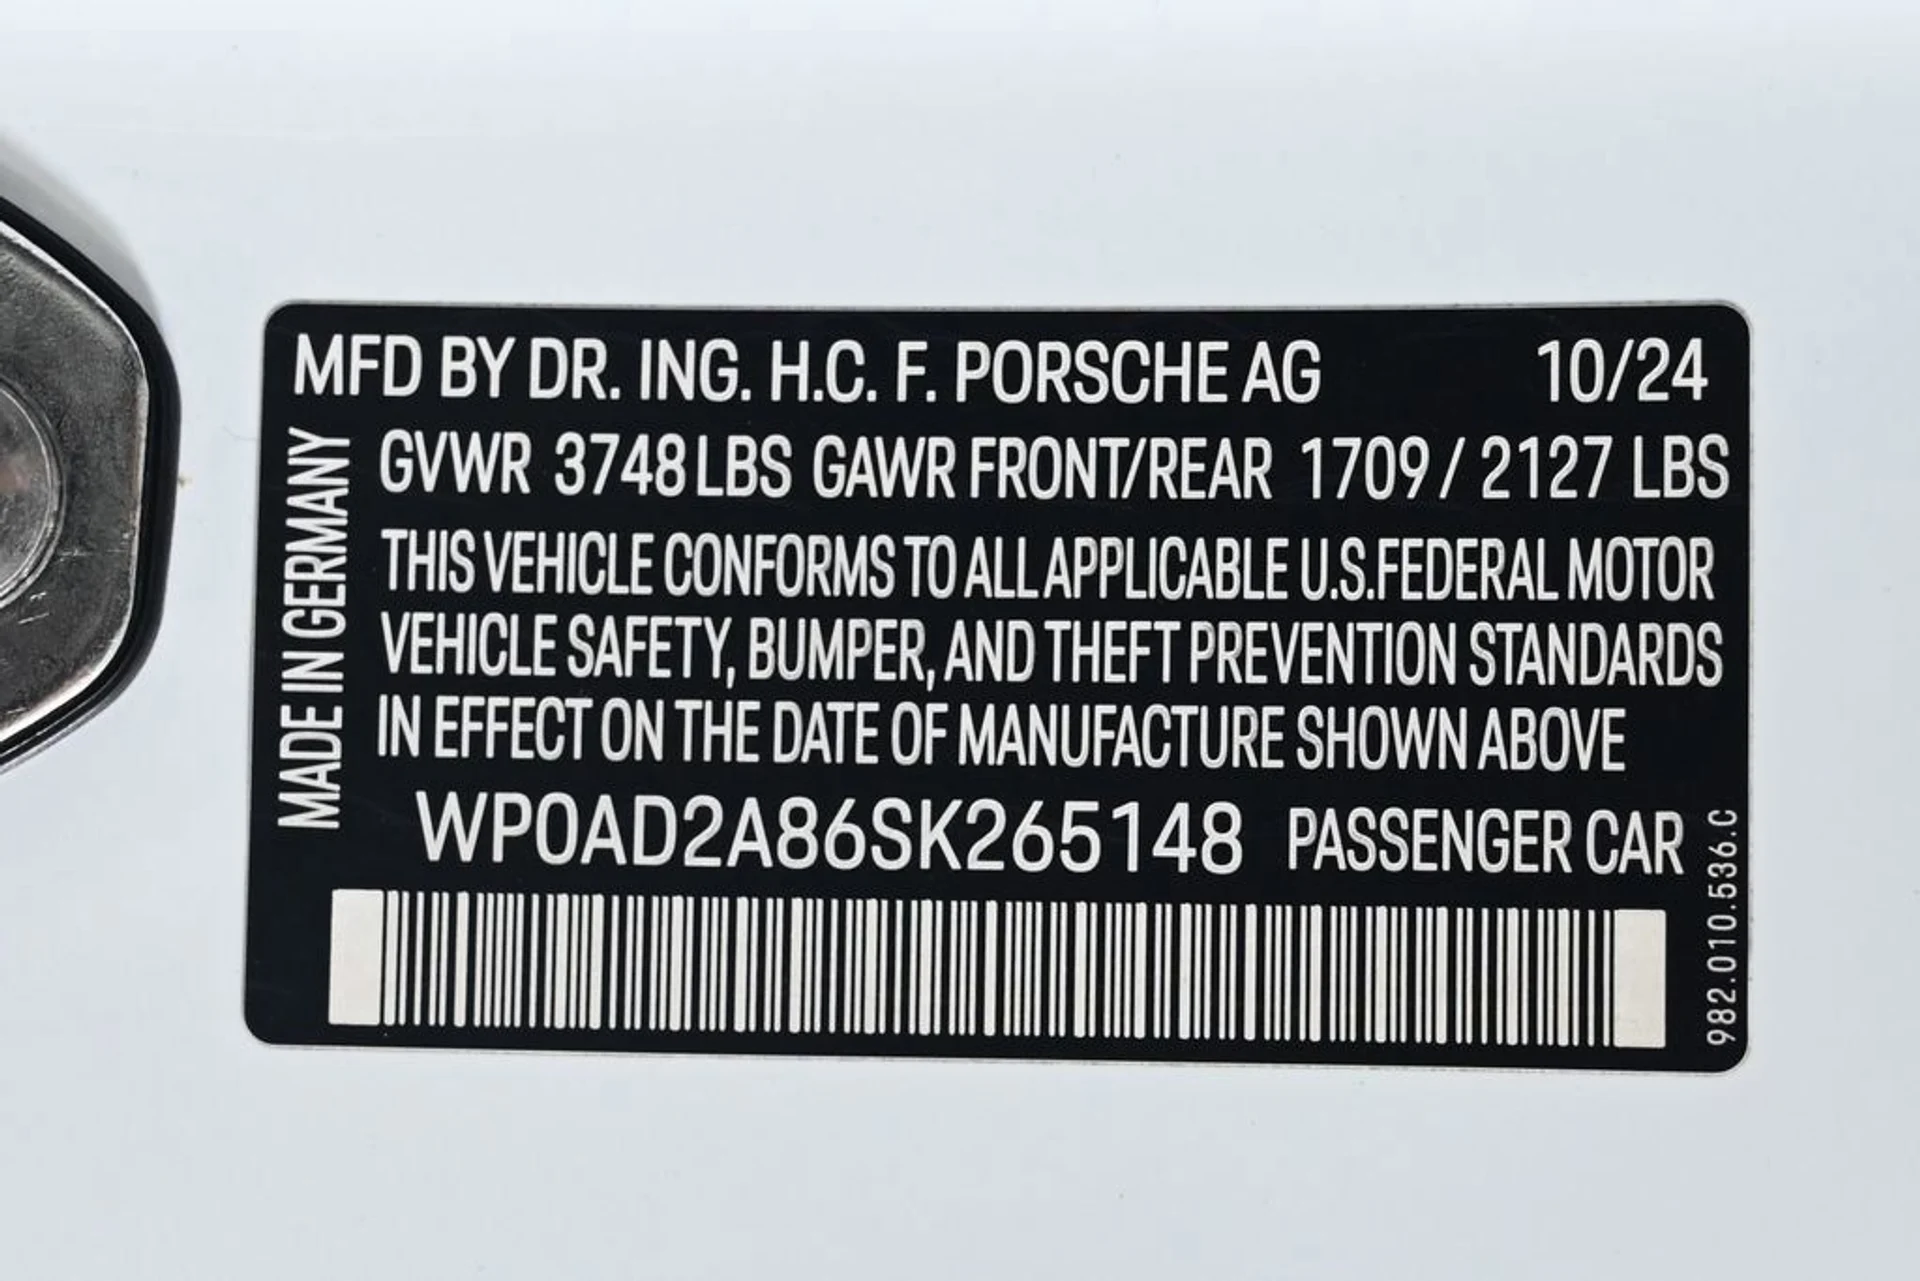 MFD BY DR. ING. H.C. F. PORSCHE AG 10/24
GVWR 3748 LBS GAWR FRONT/REAR 1709 / 2127 LBS
THIS VEHICLE CONFORMS TO ALL APPLICABLE U.S.FEDERAL MOTOR
VEHICLE SAFETY, BUMPER, AND THEFT PREVENTION STANDARDS
IN EFFECT ON THE DATE OF MANUFACTURE SHOWN ABOVE
MADE IN GERMANY
WP0AD2A86SK265148 PASSENGER CAR
982.010.536.C